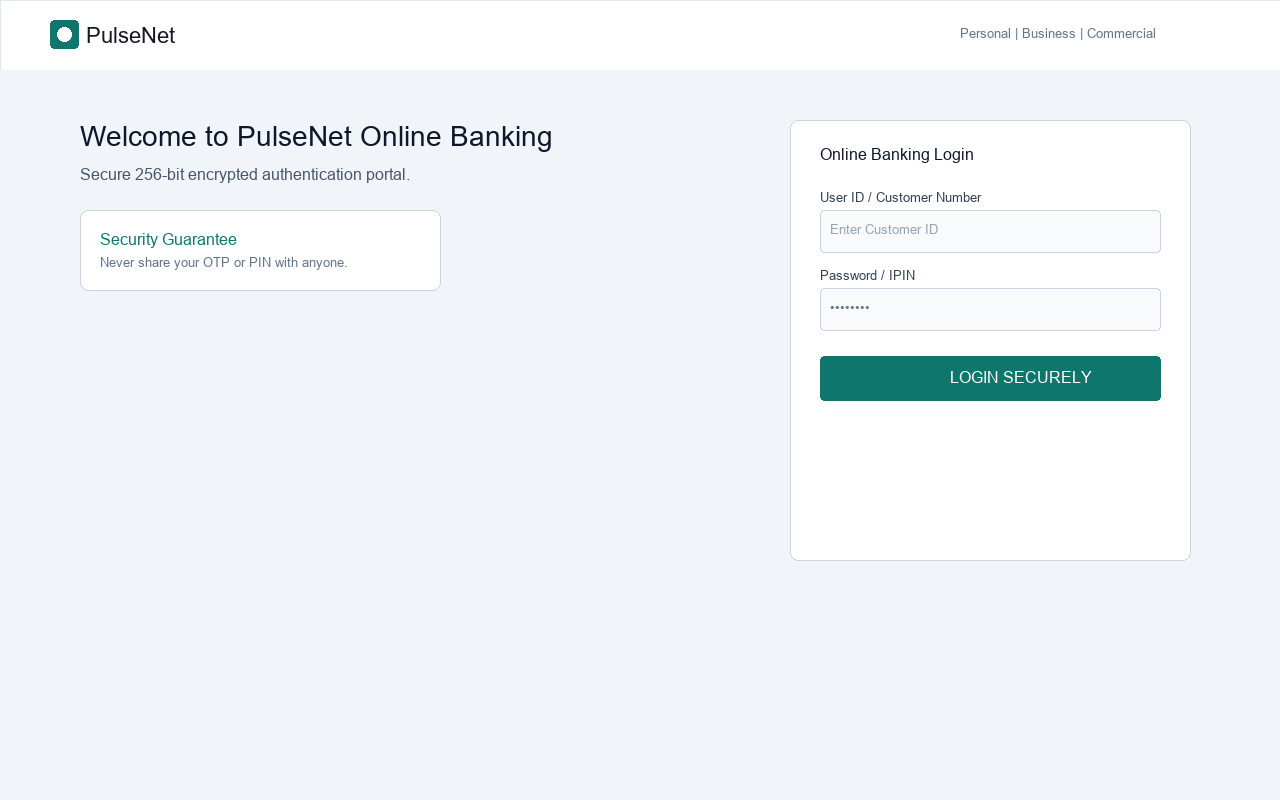 PulseNet
Personal | Business | Commercial
Welcome to PulseNet Online Banking
Secure 256-bit encrypted authentication portal.
Security Guarantee
Never share your OTP or PIN with anyone.
Online Banking Login
User ID / Customer Number
Enter Customer ID
Password / IPIN
••••••••
LOGIN SECURELY